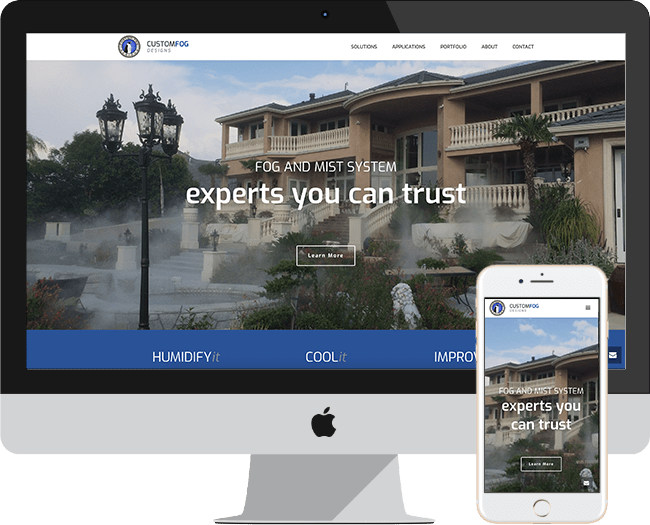 CUSTOMFOG
DESIGNS
SOLUTIONS APPLICATIONS PORTFOLIO ABOUT CONTACT
FOG AND MIST SYSTEM
experts you can trust
Learn More
HUMIDIFYit COOLit IMPROV
CUSTOMFOG
DESIGNS
FOG AND MIST SYSTEM
experts you
can trust
Learn More